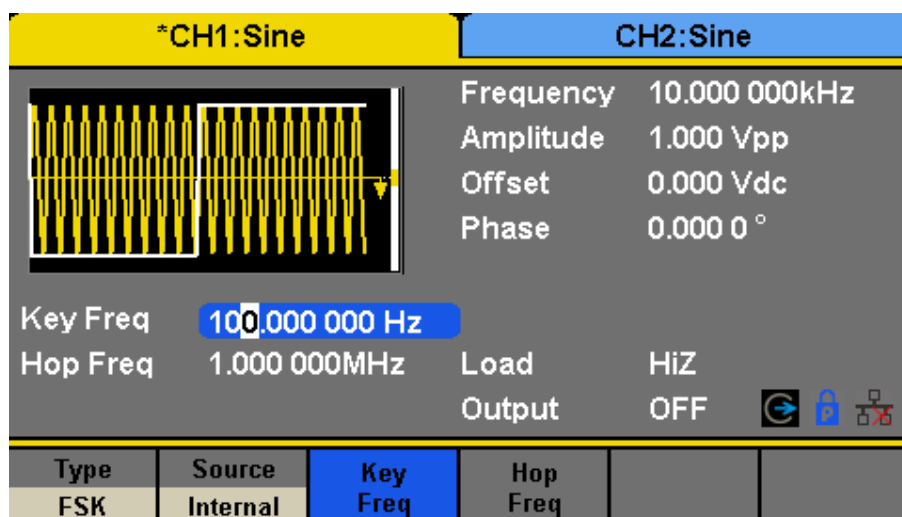 *CH1:Sine
CH2:Sine
Frequency 10.000 000kHz
Amplitude 1.000 Vpp
Offset 0.000 Vdc
Phase 0.000 0 °
Key Freq 100.000 000 Hz
Hop Freq 1.000 000MHz
Load HiZ
Output OFF
P
Type
FSK
Source
Internal
Key
Freq
Hop
Freq